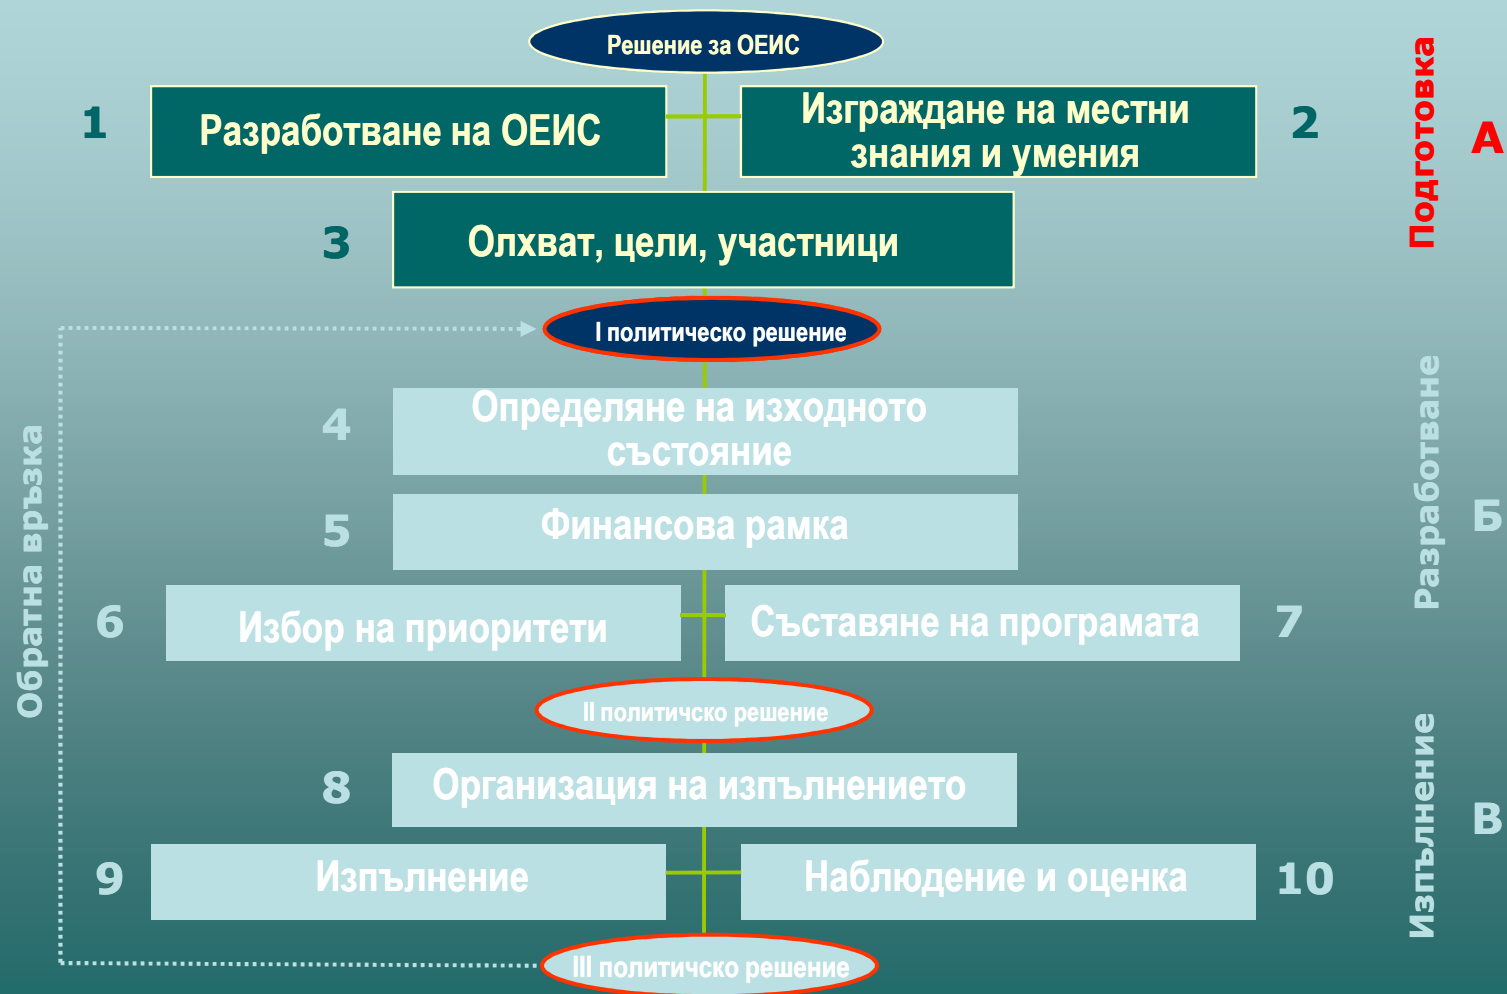 Решение за ОЕИС
1
Разработване на ОЕИС
Изграждане на местни
знания и умения
2
3
Олхват, цели, участници
Подготовка
А
I политическо решение
4
Определяне на изходното
състояние
5
Финансова рамка
6
Избор на приоритети
Съставяне на програмата
7
Разработване
Б
II политичско решение
8
Организация на изпълнението
9
Изпълнение
Наблюдение и оценка
10
Изпълнение
В
III политичско решение
Обратна връзка